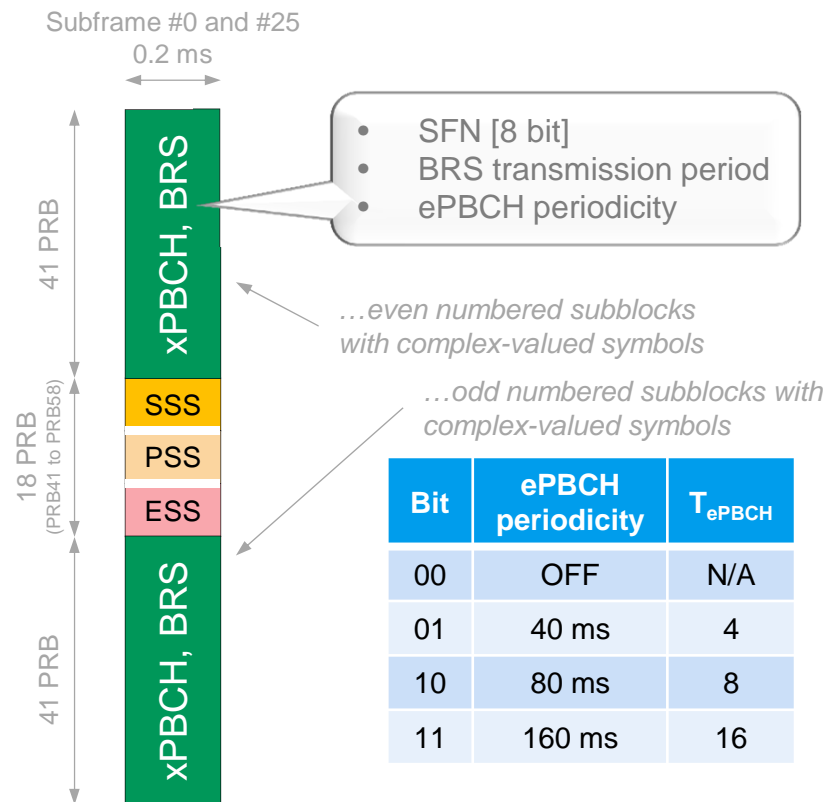 Subframe #0 and #25
0.2 ms
• SFN [8 bit]
• BRS transmission period
• ePBCH periodicity
41 PRB
xPBCH, BRS
…even numbered subblocks
with complex-valued symbols
…odd numbered subblocks with
complex-valued symbols
18 PRB
(PRB41 to PRB58)
SSS
PSS
ESS
41 PRB
xPBCH, BRS
Bit ePBCH periodicity TePBCH
00 OFF N/A
01 40 ms 4
10 80 ms 8
11 160 ms 16